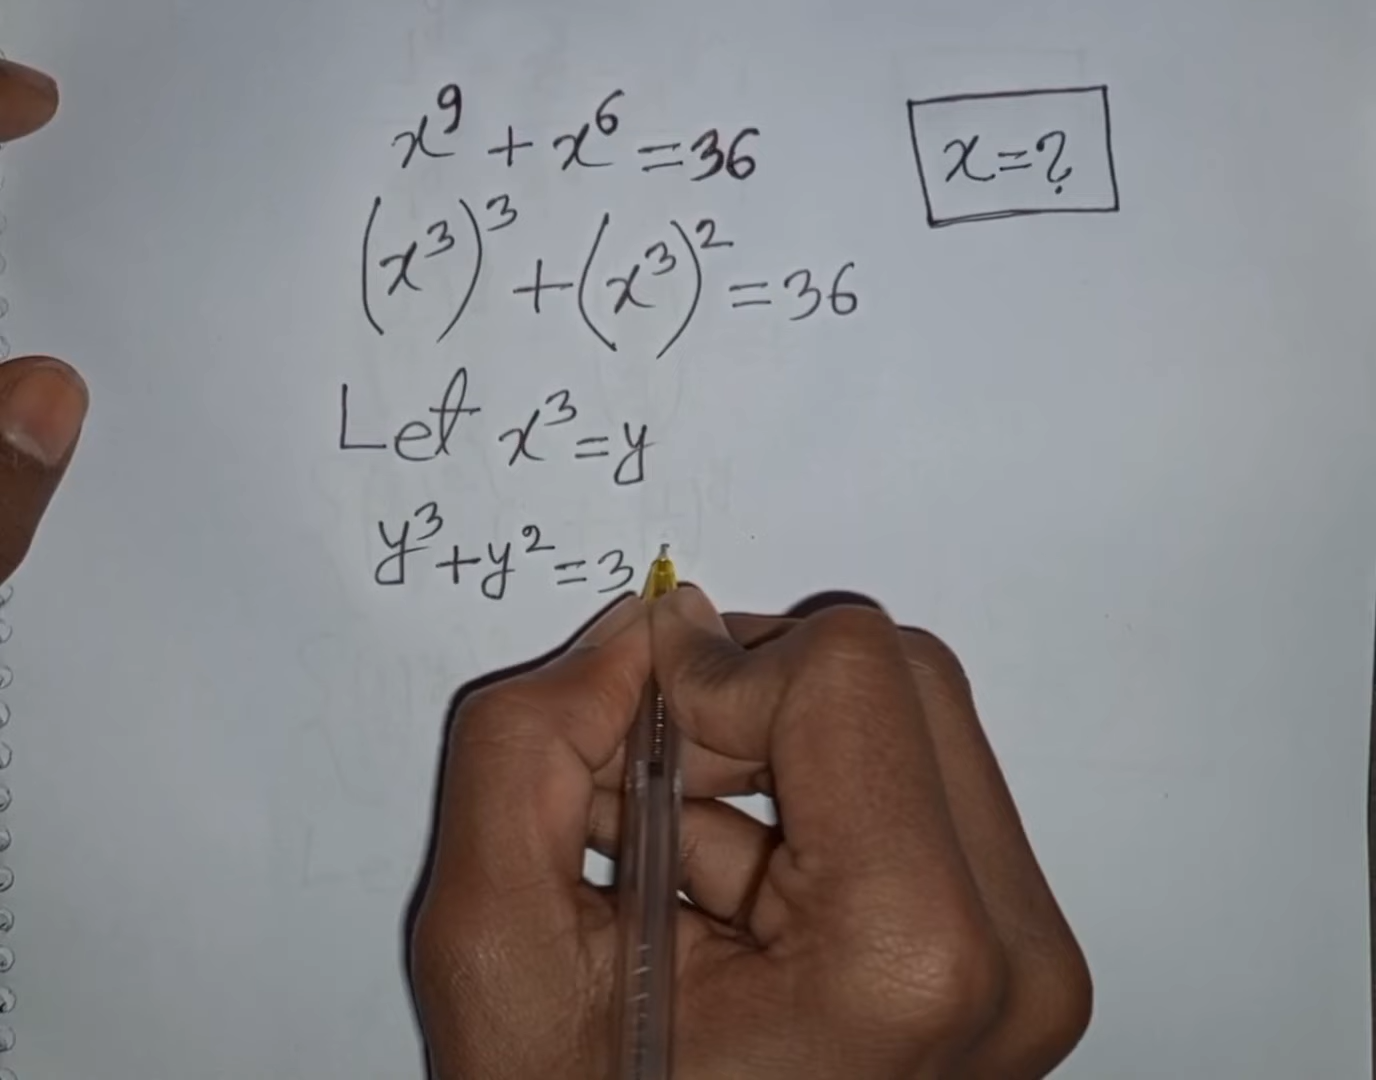 x⁹ + x⁶ = 36
x = ?
(x³)³ + (x³)² = 36
Let x³ = y
y³ + y² = 3